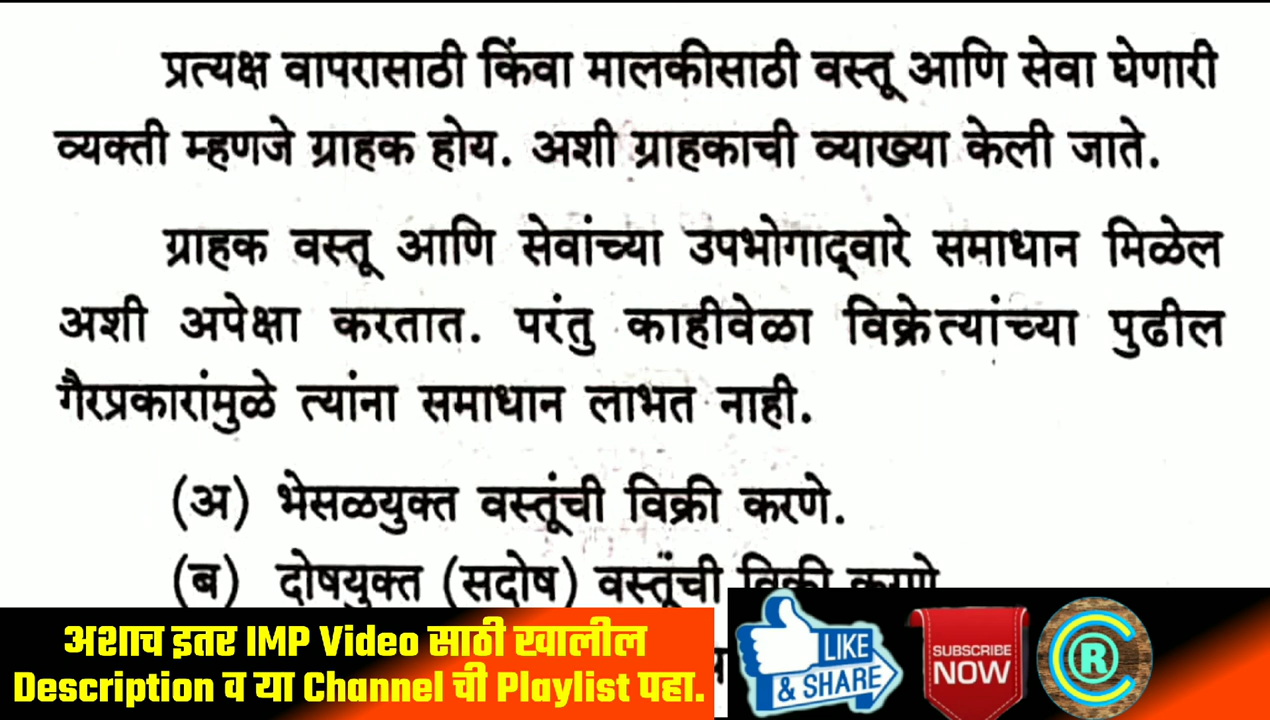 प्रत्यक्ष वापरासाठी किंवा मालकीसाठी वस्तू आणि सेवा घेणारी
व्यक्ती म्हणजे ग्राहक होय. अशी ग्राहकाची व्याख्या केली जाते.
ग्राहक वस्तू आणि सेवांच्या उपभोगाद्वारे समाधान मिळेल
अशी अपेक्षा करतात. परंतु काहीवेळा विक्रेत्यांच्या पुढील
गैरप्रकारांमुळे त्यांना समाधान लाभत नाही.
(अ) भेसळयुक्त वस्तूंची विक्री करणे.
(ब) दोषयुक्त (सदोष) वस्तूंची विक्री करणे
अशाच इतर IMP Video साठी खालील
Description व या Channel ची Playlist पहा.
LIKE
& SHARE
SUBSCRIBE
NOW
C R